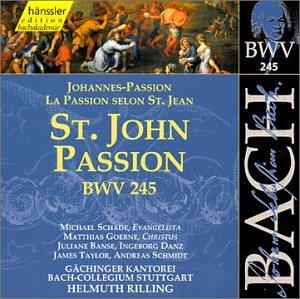 hänssler
edition
bachakademie
BWV
245
JOHANNES-PASSION
LA PASSION SELON ST. JEAN
ST. JOHN
PASSION
BWV 245
MICHAEL SCHADE, EVANGELISTA
MATTHIAS GOERNE, CHRISTUS
JULIANE BANSE, INGEBORG DANZ
JAMES TAYLOR, ANDREAS SCHMIDT
GÄCHINGER KANTOREI
BACH-COLLEGIUM STUTTGART
HELMUTH RILLING
BACH